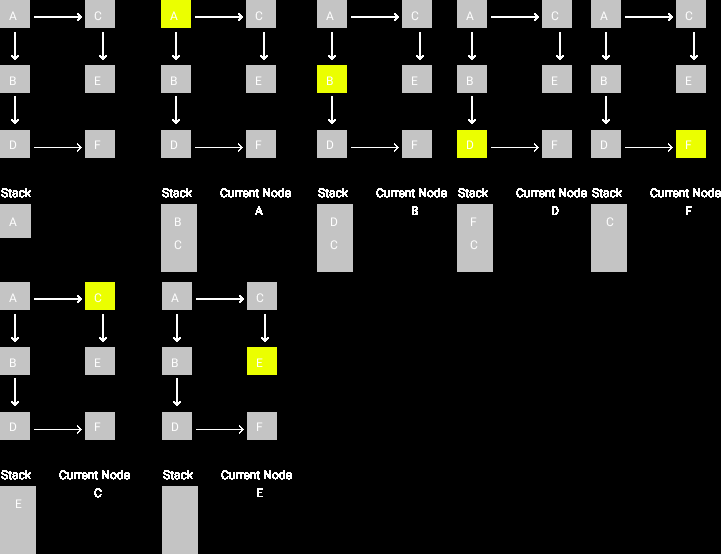 A C A C A C A C A C
B E B E B E B E B E
D F D F D F D F D F
Stack Stack Current Node Stack Current Node Stack Current Node Stack Current Node
A B D F C
A B D F
C C C
A C A C
B E B E
D F D F
Stack Current Node Stack Current Node
C E
E